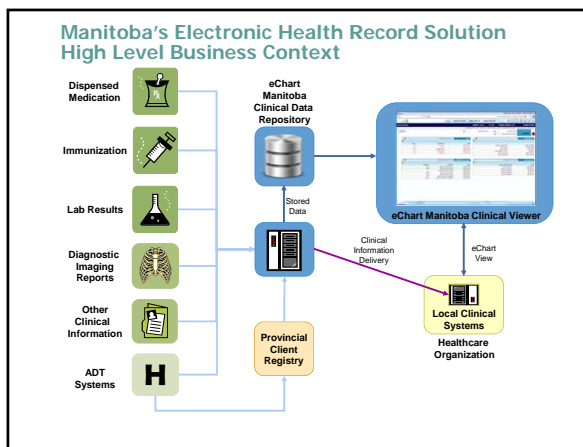 Manitoba's Electronic Health Record Solution
High Level Business Context
Dispensed
Medication
Immunization
Lab Results
Diagnostic
Imaging
Reports
Other
Clinical
Information
ADT
Systems
H
eChart
Manitoba
Clinical Data
Repository
Stored
Data
Provincial
Client
Registry
eChart Manitoba Clinical Viewer
Clinical
Information
Delivery
eChart
View
Local Clinical
Systems
Healthcare
Organization